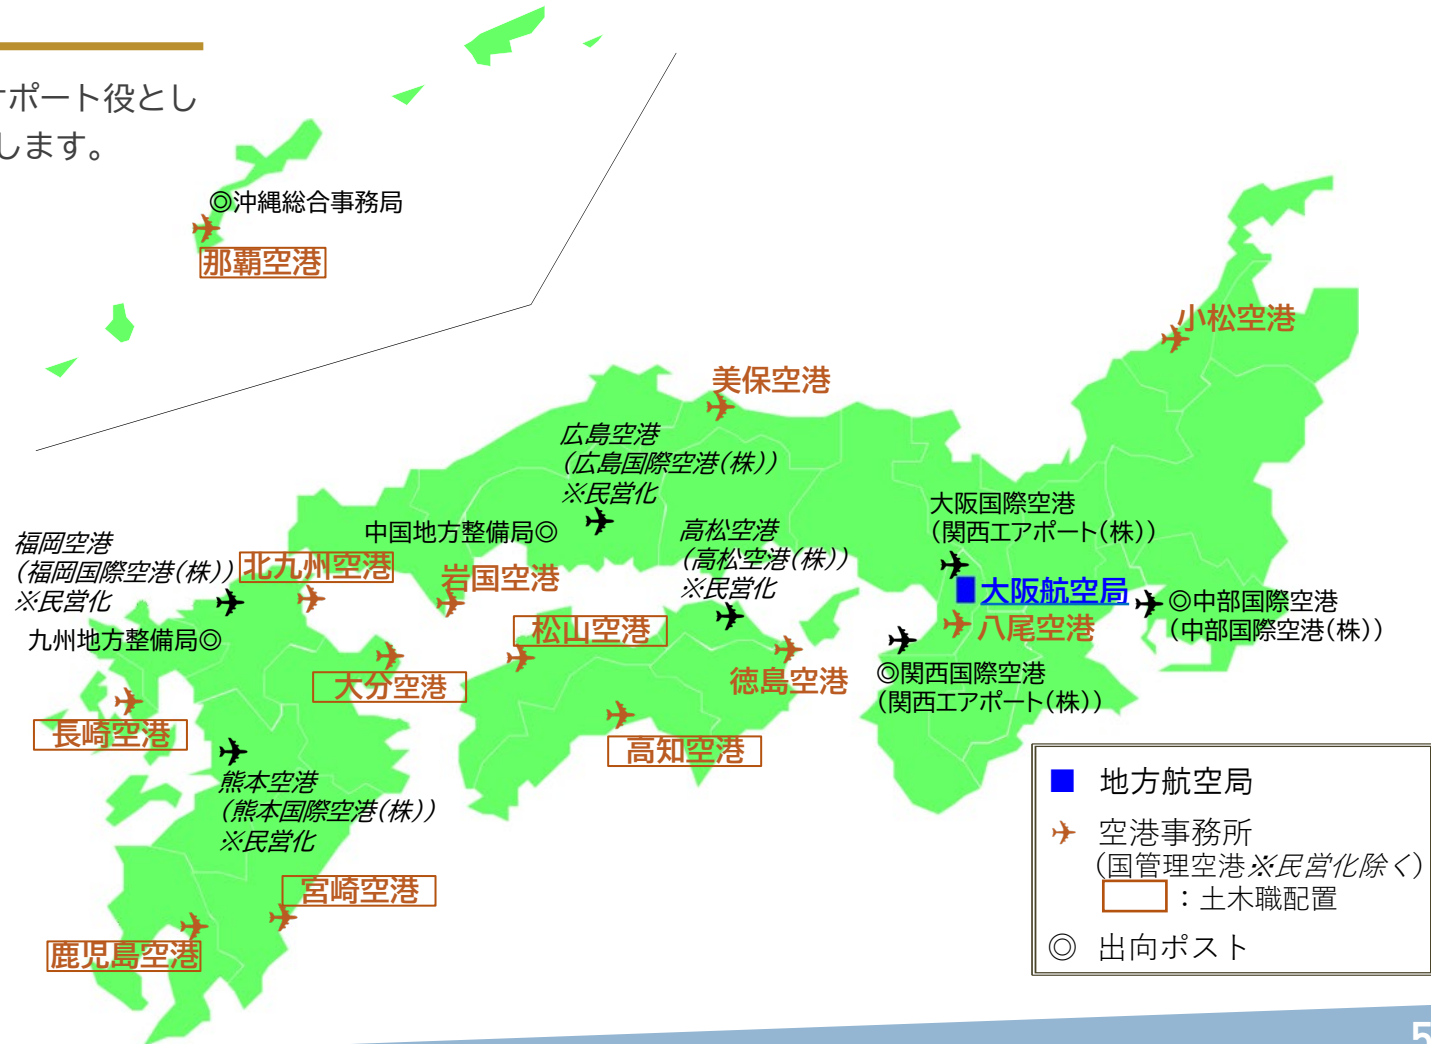 ポート役とし
します。
◎沖縄総合事務局
那覇空港
小松空港
美保空港
広島空港
(広島国際空港(株))
※民営化
中国地方整備局◎
高松空港
(高松空港(株))
※民営化
大阪国際空港
(関西エアポート(株))
福岡空港
(福岡国際空港(株))
※民営化
北九州空港
岩国空港
大阪航空局
◎中部国際空港
(中部国際空港(株))
九州地方整備局◎
松山空港
八尾空港
大分空港
徳島空港
◎関西国際空港
(関西エアポート(株))
長崎空港
高知空港
熊本空港
(熊本国際空港(株))
※民営化
宮崎空港
鹿児島空港
地方航空局
空港事務所
(国管理空港※民営化除く)
：土木職配置
◎ 出向ポスト
5